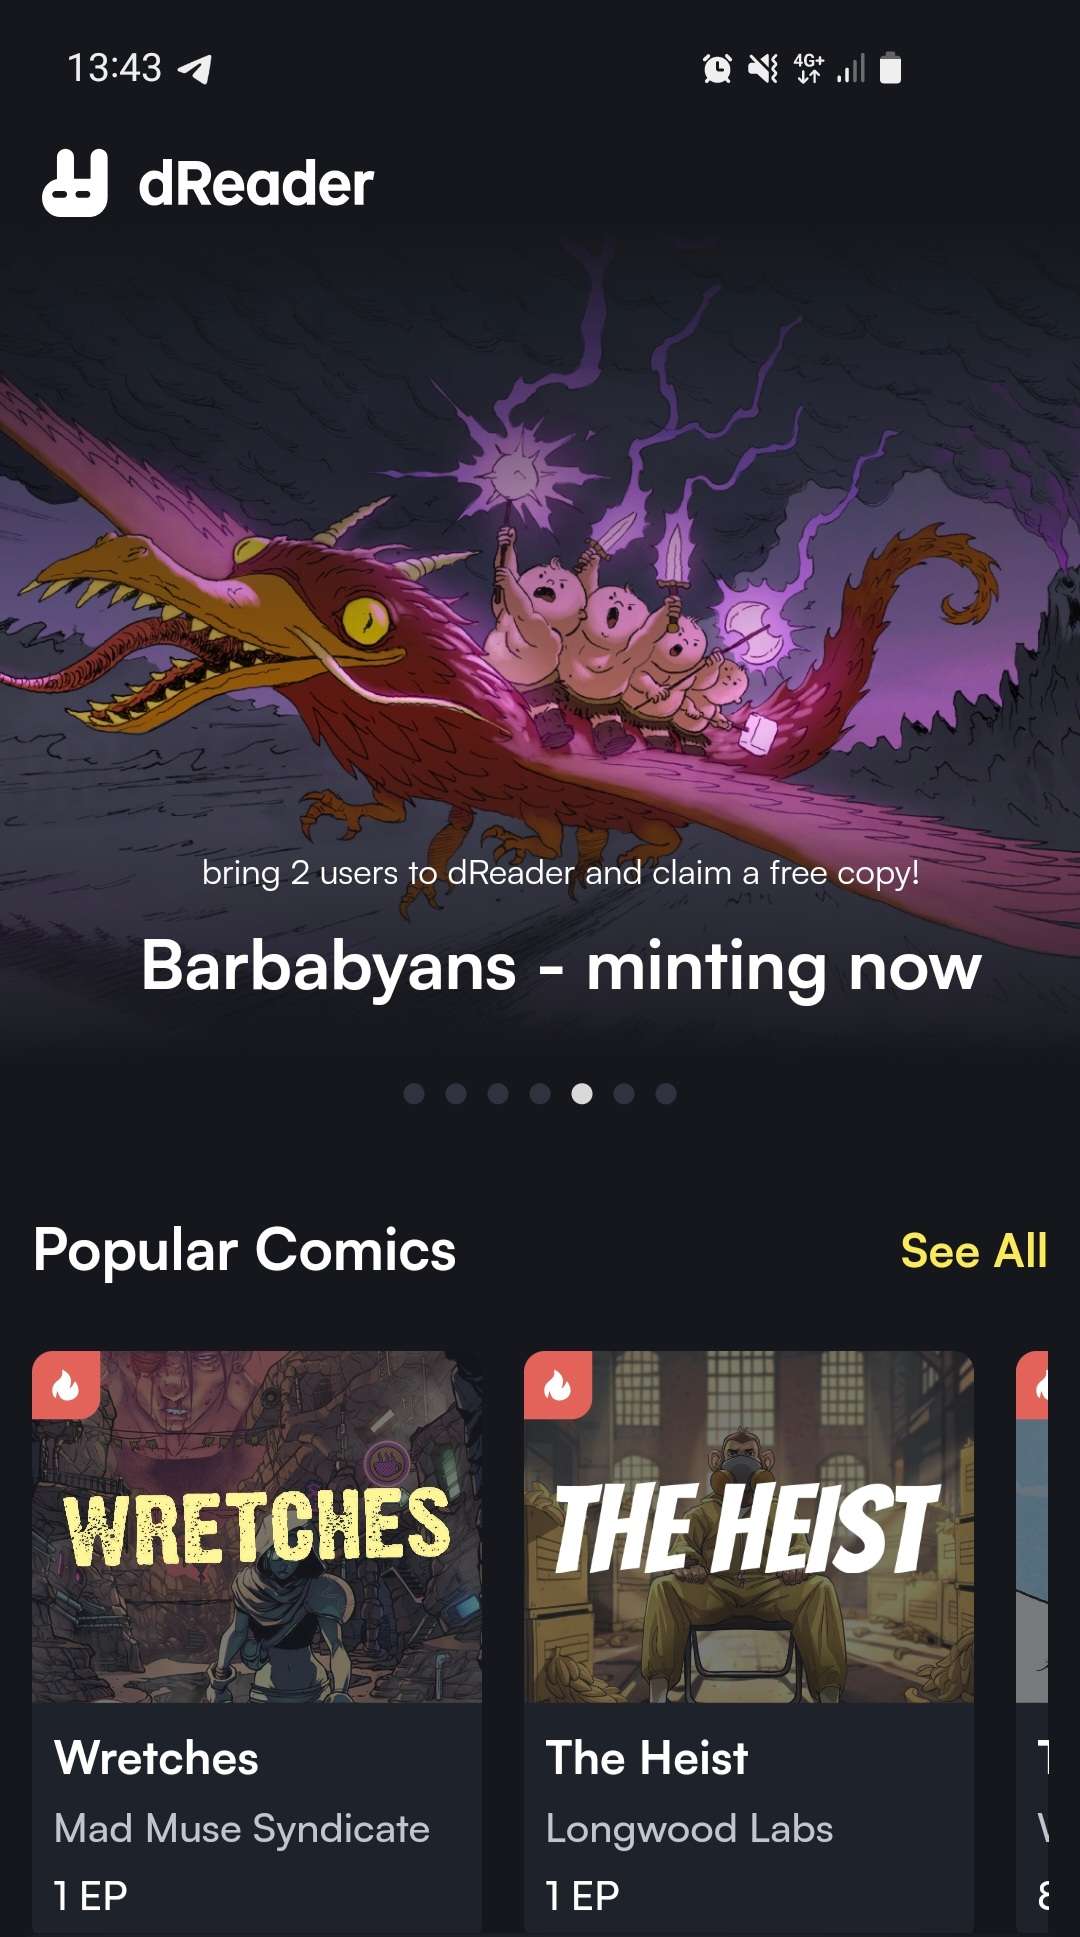 13:43
4G+
dReader
bring 2 users to dReader and claim a free copy!
Barbabyans - minting now
Popular Comics
See All
WRETCHES
THE HEIST
Wretches
The Heist
Mad Muse Syndicate
Longwood Labs
1 EP
1 EP